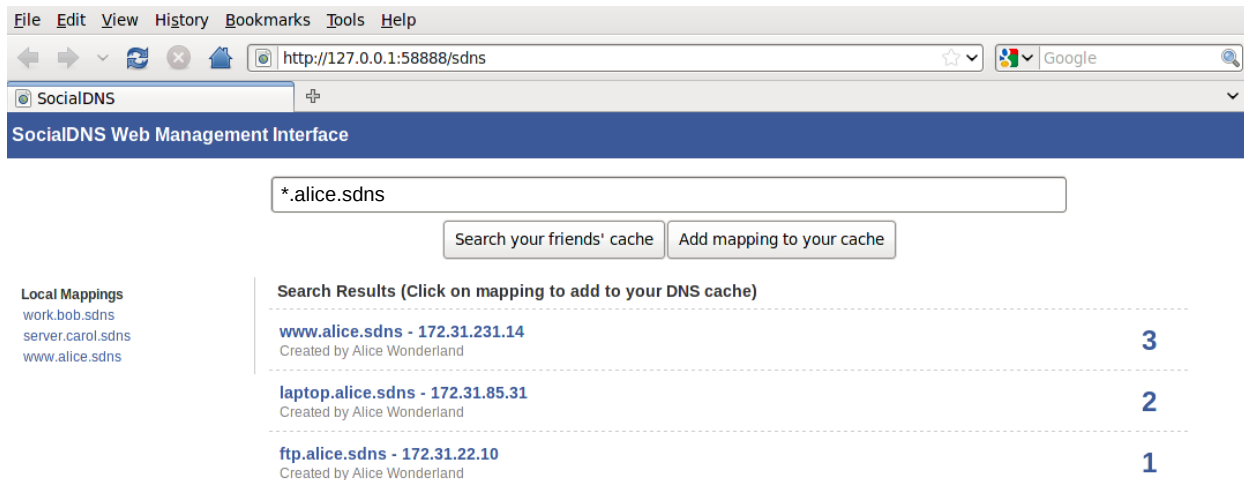 File Edit View History Bookmarks Tools Help
http://127.0.0.1:58888/sdns
Google
SocialDNS
SocialDNS Web Management Interface
*.alice.sdns
Search your friends' cache Add mapping to your cache
Local Mappings
work.bob.sdns
server.carol.sdns
www.alice.sdns
Search Results (Click on mapping to add to your DNS cache)
www.alice.sdns - 172.31.231.14
Created by Alice Wonderland
3
laptop.alice.sdns - 172.31.85.31
Created by Alice Wonderland
2
ftp.alice.sdns - 172.31.22.10
Created by Alice Wonderland
1